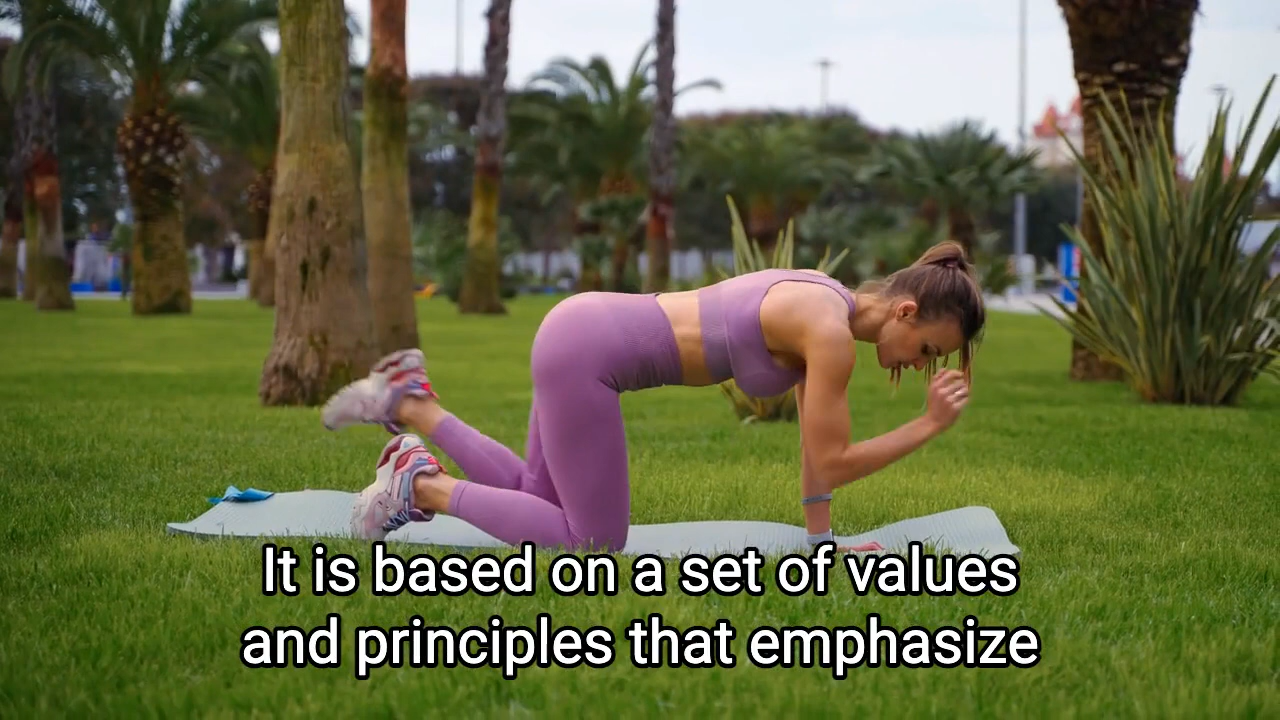 It is based on a set of values
and principles that emphasize